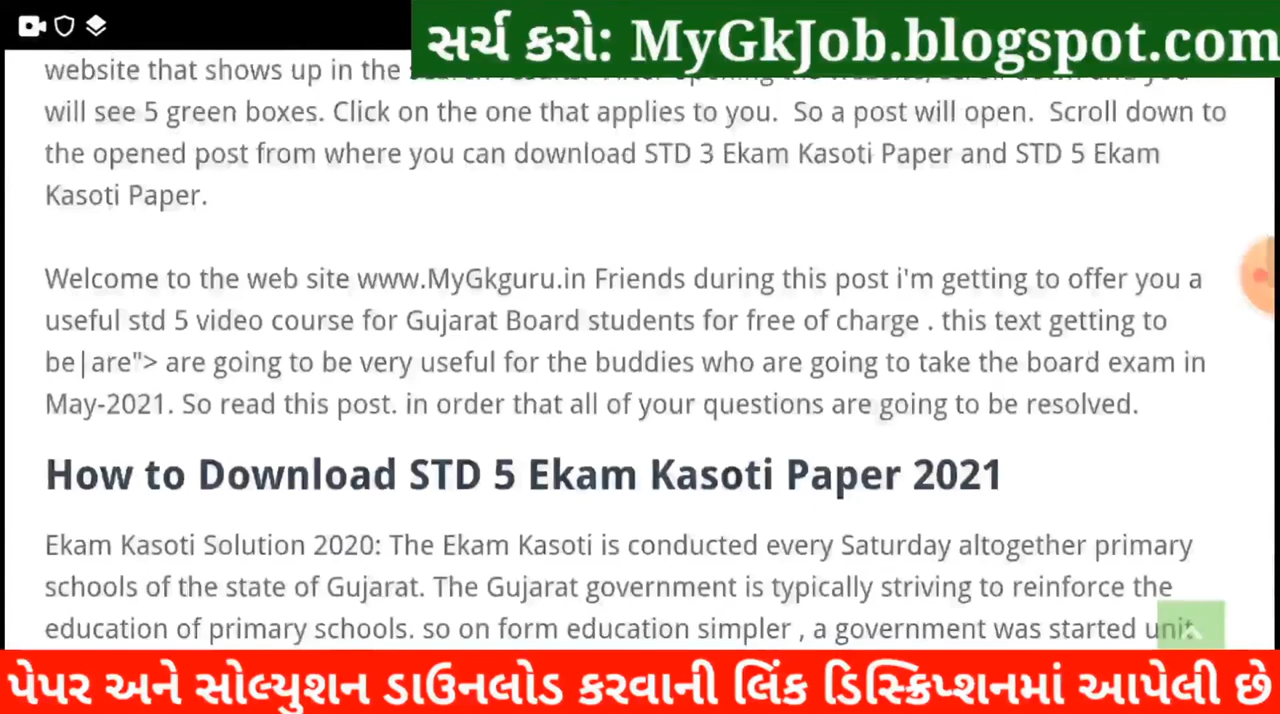 સર્ચ કરો: MyGkJob.blogspot.com
website that shows up in the
will see 5 green boxes. Click on the one that applies to you.  So a post will open.  Scroll down to
the opened post from where you can download STD 3 Ekam Kasoti Paper and STD 5 Ekam
Kasoti Paper.
Welcome to the web site www.MyGkguru.in Friends during this post i'm getting to offer you a
useful std 5 video course for Gujarat Board students for free of charge . this text getting to
be|are"> are going to be very useful for the buddies who are going to take the board exam in
May-2021. So read this post. in order that all of your questions are going to be resolved.
How to Download STD 5 Ekam Kasoti Paper 2021
Ekam Kasoti Solution 2020: The Ekam Kasoti is conducted every Saturday altogether primary
schools of the state of Gujarat. The Gujarat government is typically striving to reinforce the
education of primary schools. so on form education simpler , a government was started unit
પેપર અને સોલ્યુશન ડાઉનલોડ કરવાની લિંક ડિસ્ક્રિપ્શનમાં આપેલી છે